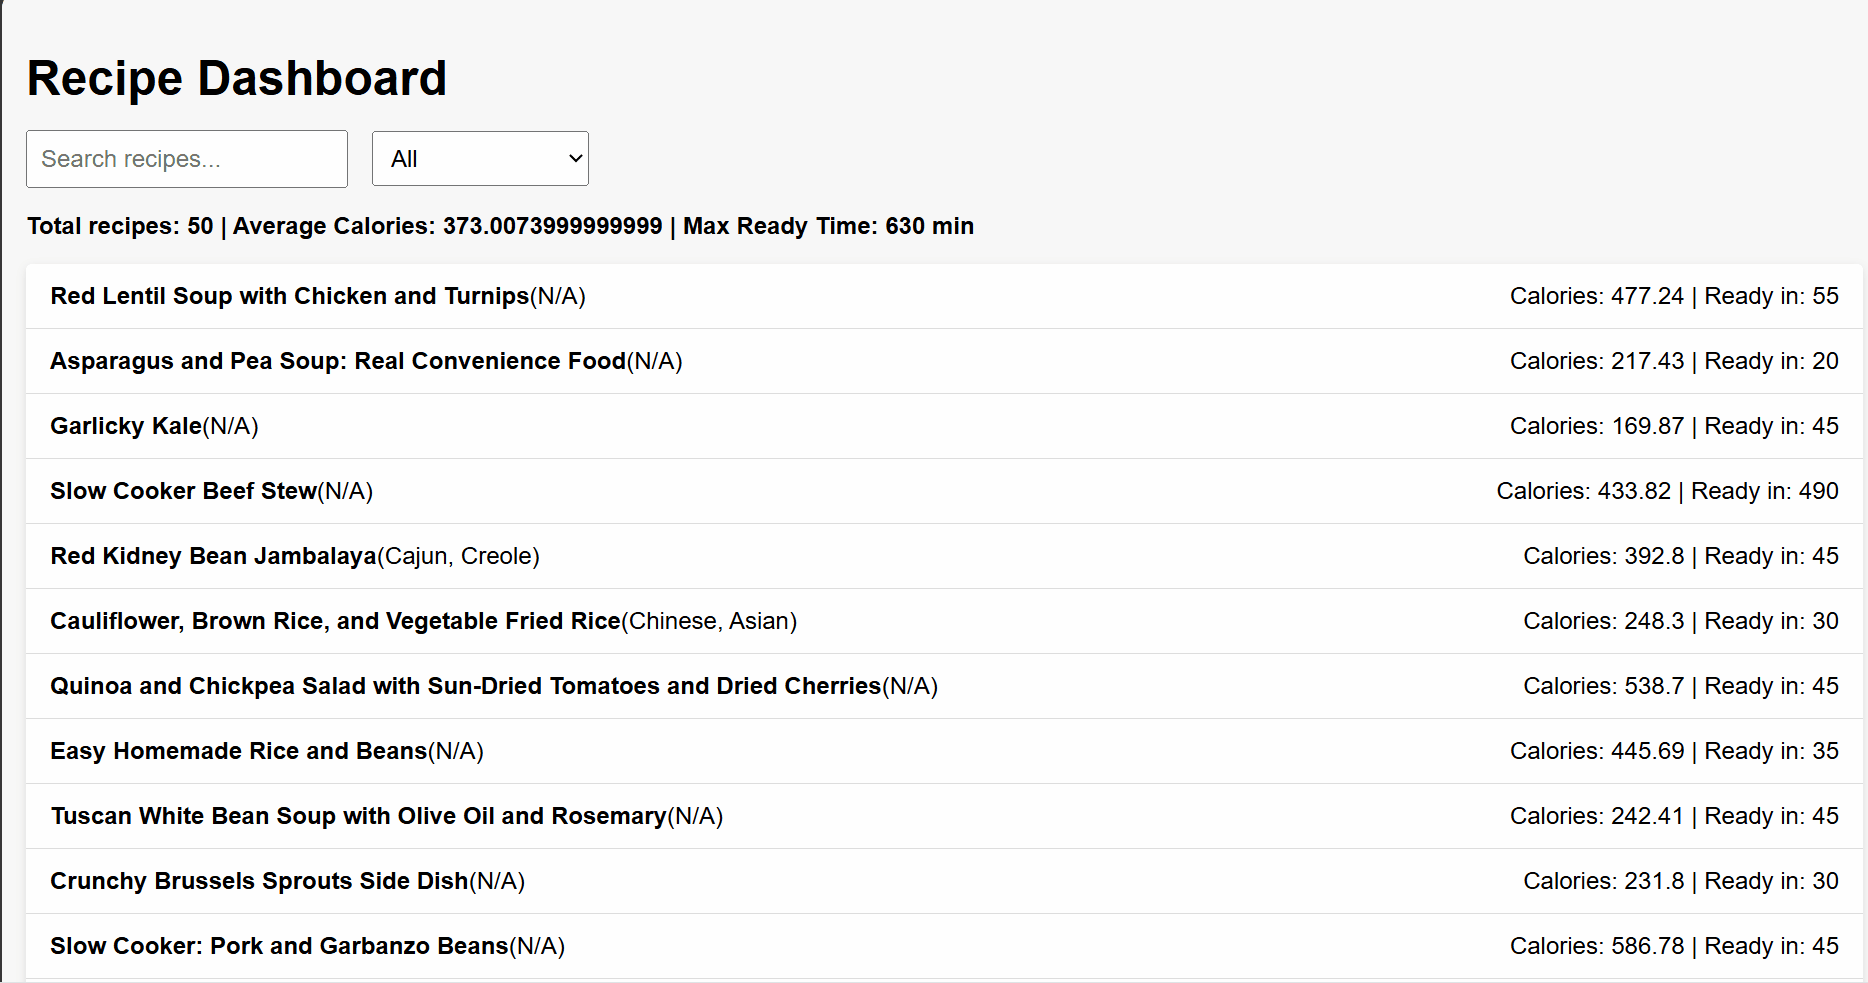 Recipe Dashboard
Search recipes... All
Total recipes: 50 | Average Calories: 373.0073999999999 | Max Ready Time: 630 min
Red Lentil Soup with Chicken and Turnips(N/A) Calories: 477.24 | Ready in: 55
Asparagus and Pea Soup: Real Convenience Food(N/A) Calories: 217.43 | Ready in: 20
Garlicky Kale(N/A) Calories: 169.87 | Ready in: 45
Slow Cooker Beef Stew(N/A) Calories: 433.82 | Ready in: 490
Red Kidney Bean Jambalaya(Cajun, Creole) Calories: 392.8 | Ready in: 45
Cauliflower, Brown Rice, and Vegetable Fried Rice(Chinese, Asian) Calories: 248.3 | Ready in: 30
Quinoa and Chickpea Salad with Sun-Dried Tomatoes and Dried Cherries(N/A) Calories: 538.7 | Ready in: 45
Easy Homemade Rice and Beans(N/A) Calories: 445.69 | Ready in: 35
Tuscan White Bean Soup with Olive Oil and Rosemary(N/A) Calories: 242.41 | Ready in: 45
Crunchy Brussels Sprouts Side Dish(N/A) Calories: 231.8 | Ready in: 30
Slow Cooker: Pork and Garbanzo Beans(N/A) Calories: 586.78 | Ready in: 45